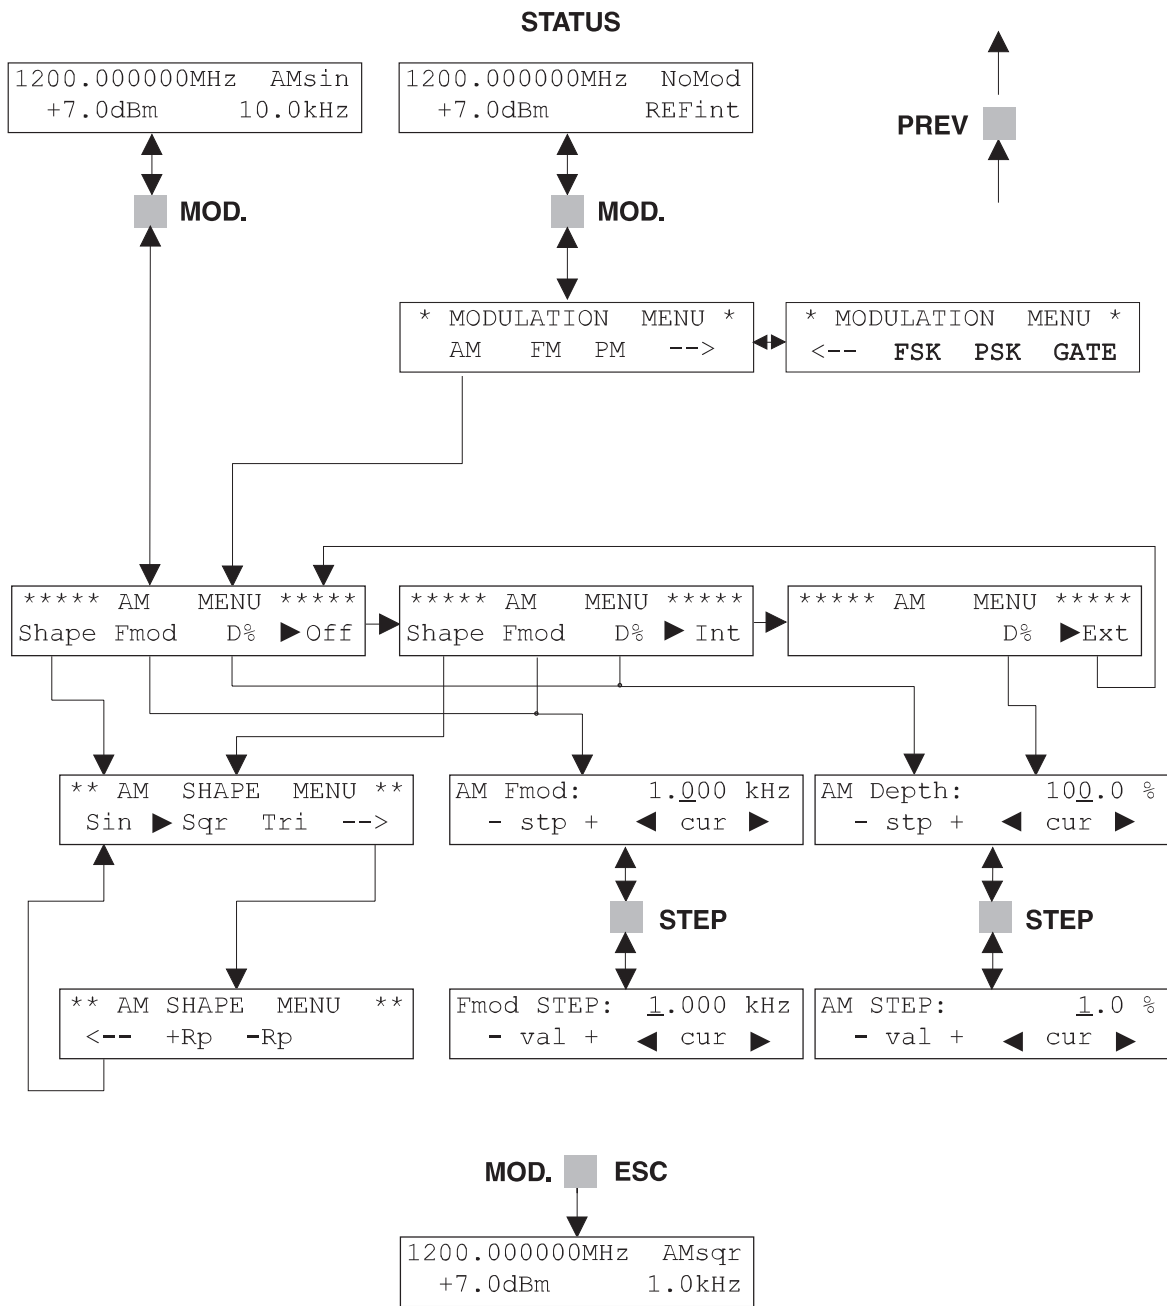 STATUS
1200.000000MHz AMsin
+7.0dBm 10.0kHz
1200.000000MHz NoMod
+7.0dBm REFint
PREV
MOD.
MOD.
* MODULATION MENU *
AM FM PM -->
* MODULATION MENU *
<-- FSK PSK GATE
***** AM MENU *****
Shape Fmod D% ▶Off
***** AM MENU *****
Shape Fmod D% ▶ Int
***** AM MENU *****
D% ▶Ext
** AM SHAPE MENU **
Sin ▶ Sqr Tri -->
AM Fmod: 1.000 kHz
- stp + ◀ cur ▶
AM Depth: 100.0 %
- stp + ◀ cur ▶
STEP
STEP
** AM SHAPE MENU **
<-- +Rp -Rp
Fmod STEP: 1.000 kHz
- val + ◀ cur ▶
AM STEP: 1.0 %
- val + ◀ cur ▶
MOD. ESC
1200.000000MHz AMsqr
+7.0dBm 1.0kHz